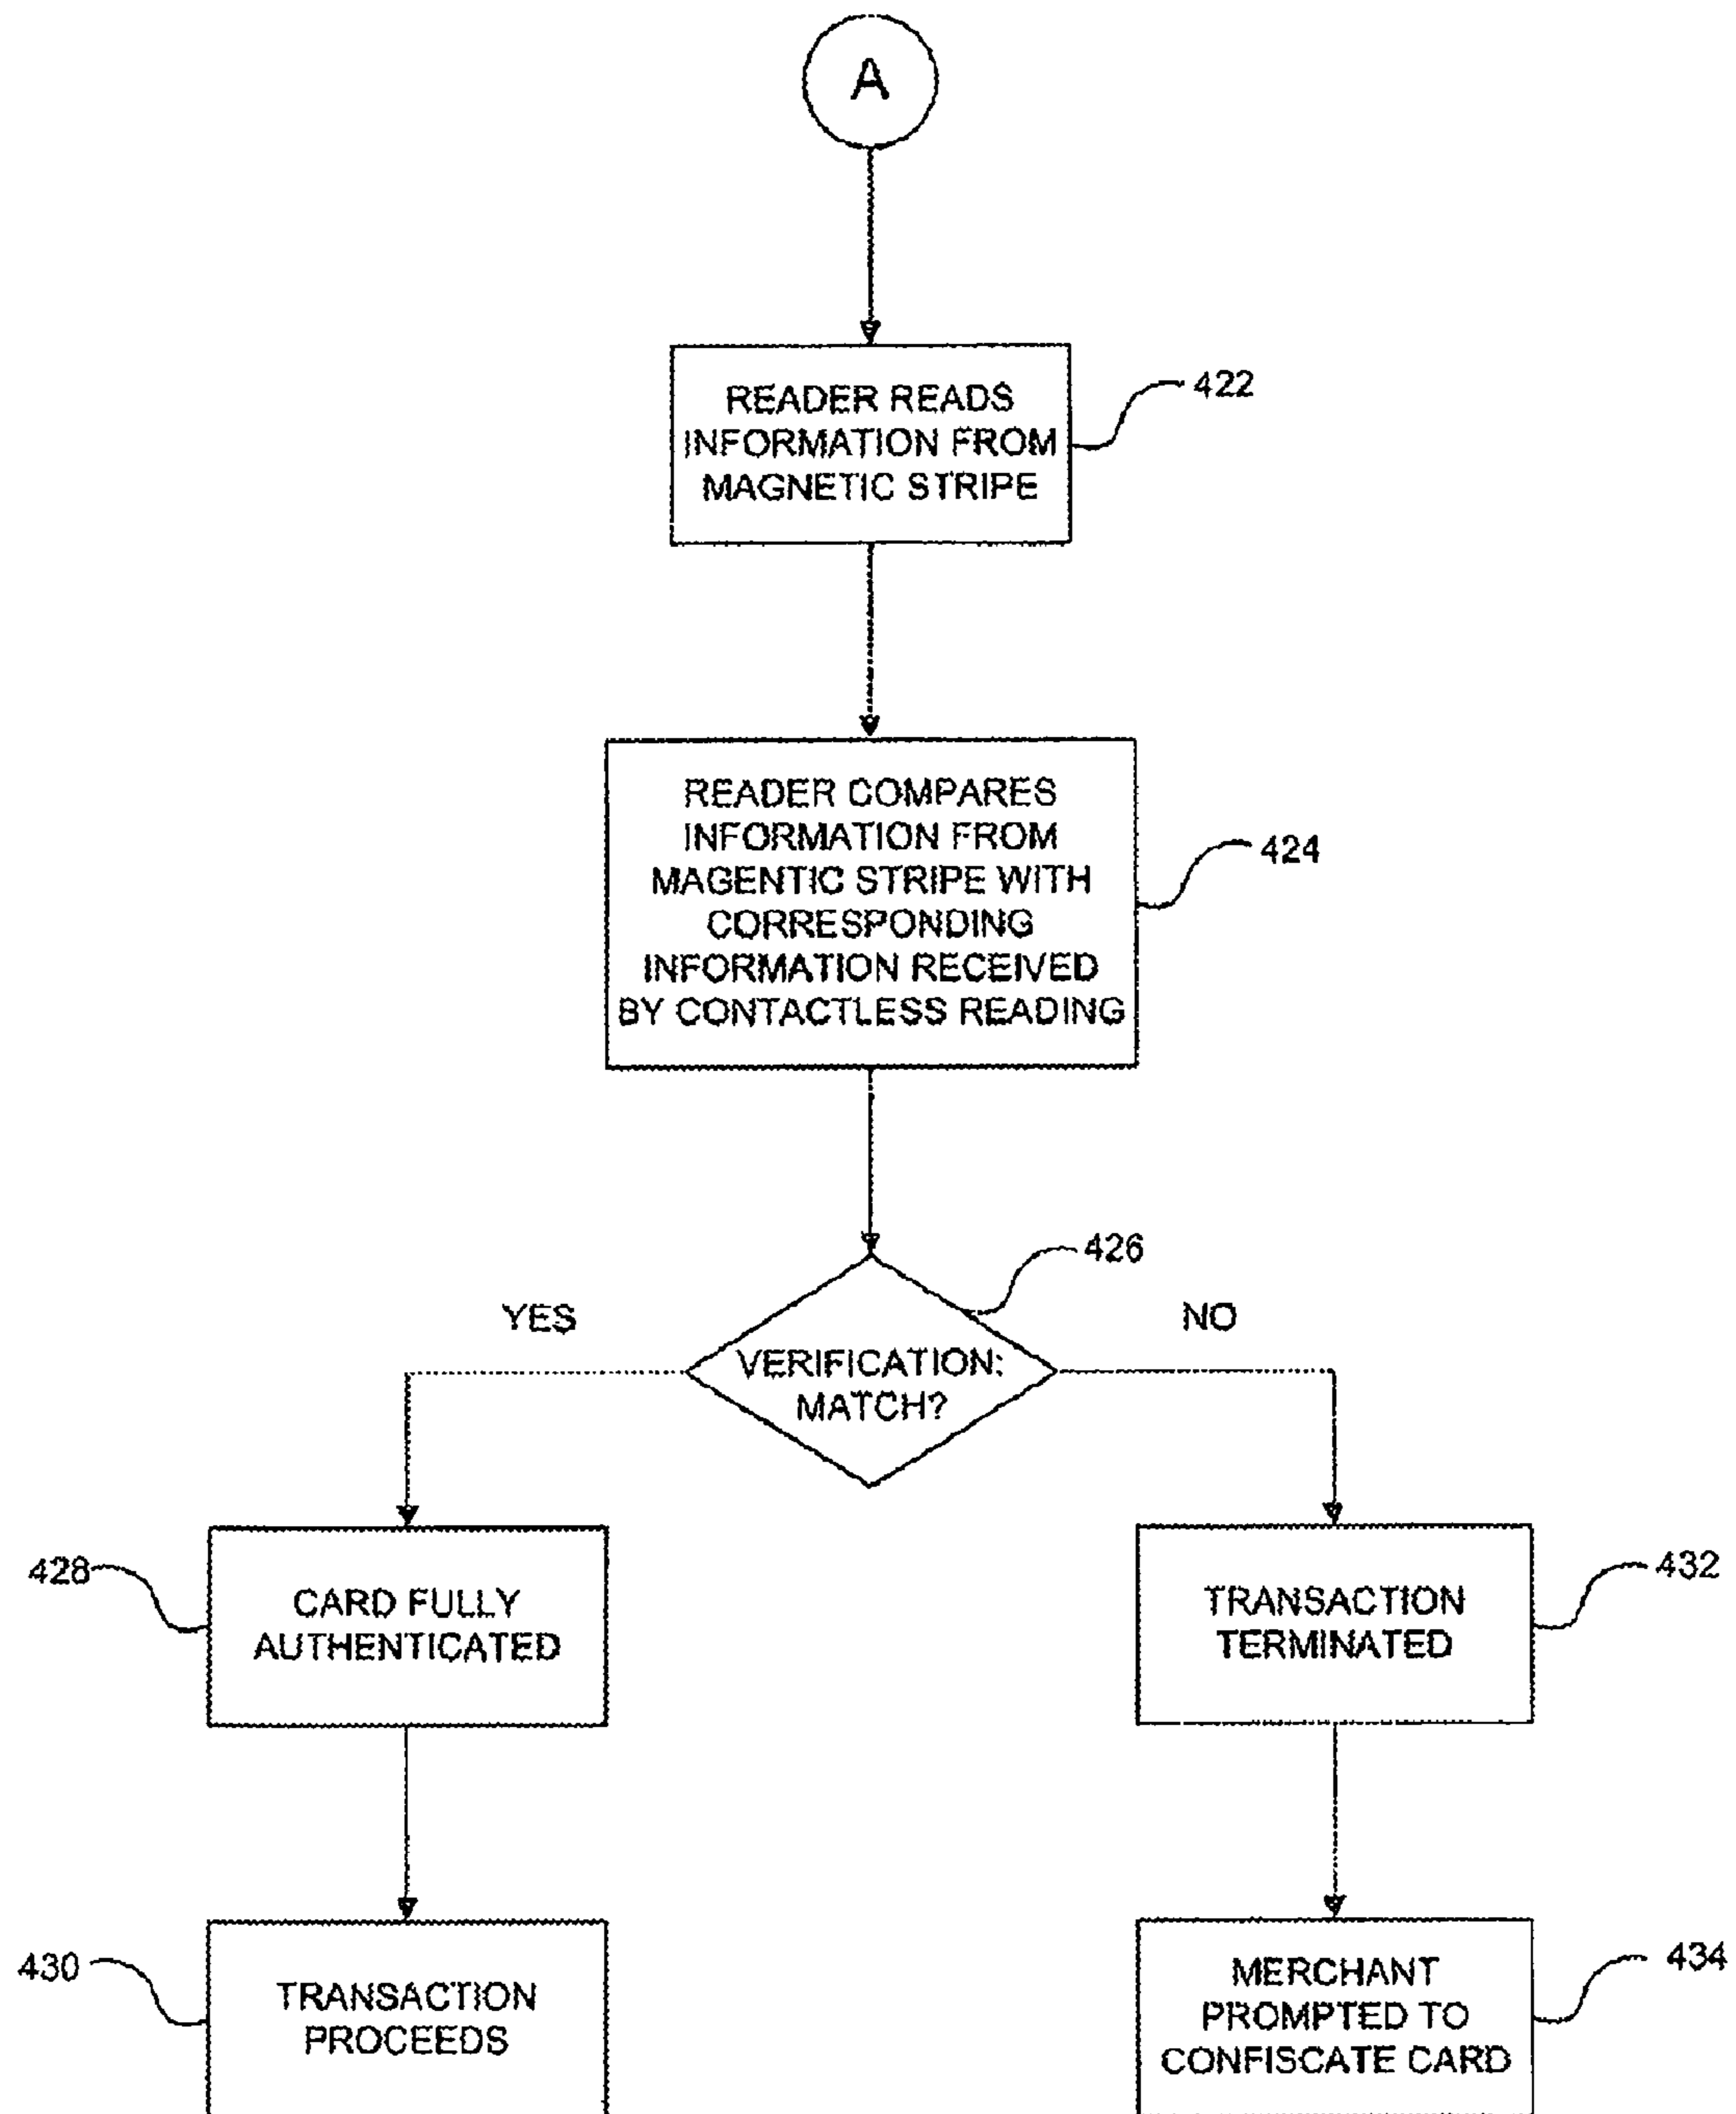 A
READER READS
INFORMATION FROM
MAGNETIC STRIPE
422
READER COMPARES
INFORMATION FROM
MAGENTIC STRIPE WITH
CORRESPONDING
INFORMATION RECEIVED
BY CONTACTLESS READING
424
426
YES
NO
VERIFICATION:
MATCH?
428
CARD FULLY
AUTHENTICATED
TRANSACTION
TERMINATED
432
430
TRANSACTION
PROCEEDS
MERCHANT
PROMPTED TO
CONFISCATE CARD
434